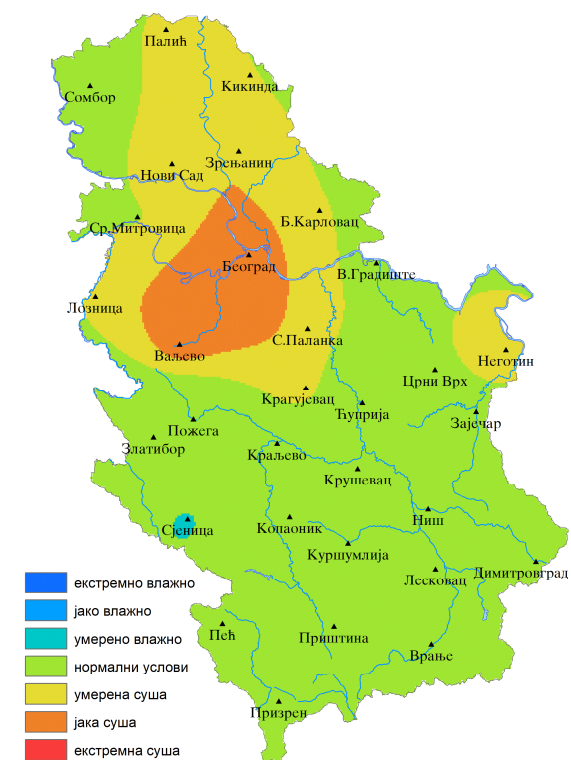 Палић
Кикинда
Сомбор
Зрењанин
Нови Сад
Б.Карловац
Ср.Митровица
Београд
В.Градиште
Лозница
С.Паланка
Ваљево
Неготин
Црни Врх
Крагујевац
Ћуприја
Зајечар
Пожега
Златибор
Краљево
Крушевац
Ниш
Сјеница
Копаоник
Куршумлија
Лесковац
Димитровград
Пећ
Приштина
Врање
Призрен
екстремно влажно
јако влажно
умерено влажно
нормални услови
умерена суша
јака суша
екстремна суша